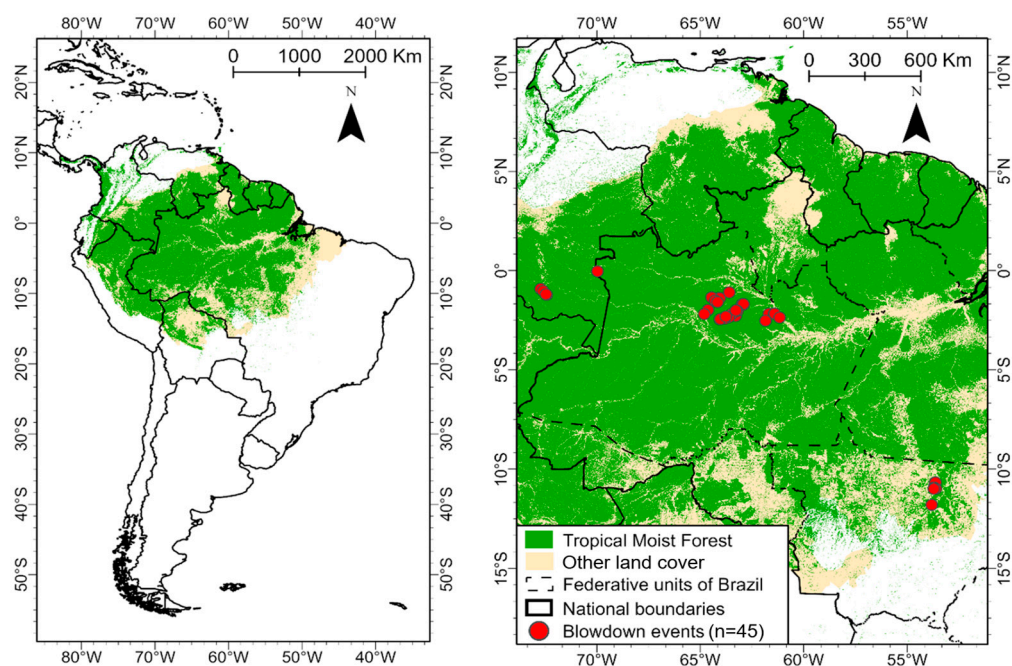 80°W 70°W 60°W 50°W 40°W
0 1000 2000 Km
N
20°N
10°N
0°
10°S
20°S
30°S
40°S
50°S
20°N
10°N
0°
10°S
20°S
30°S
40°S
50°S
80°W 70°W 60°W 50°W 40°W
70°W 65°W 60°W 55°W
0 300 600 Km
N
10°N
5°N
0°
5°S
10°S
15°S
10°N
5°N
0°
5°S
10°S
15°S
Tropical Moist Forest
Other land cover
Federative units of Brazil
National boundaries
Blowdown events (n=45)
70°W 65°W 60°W 55°W